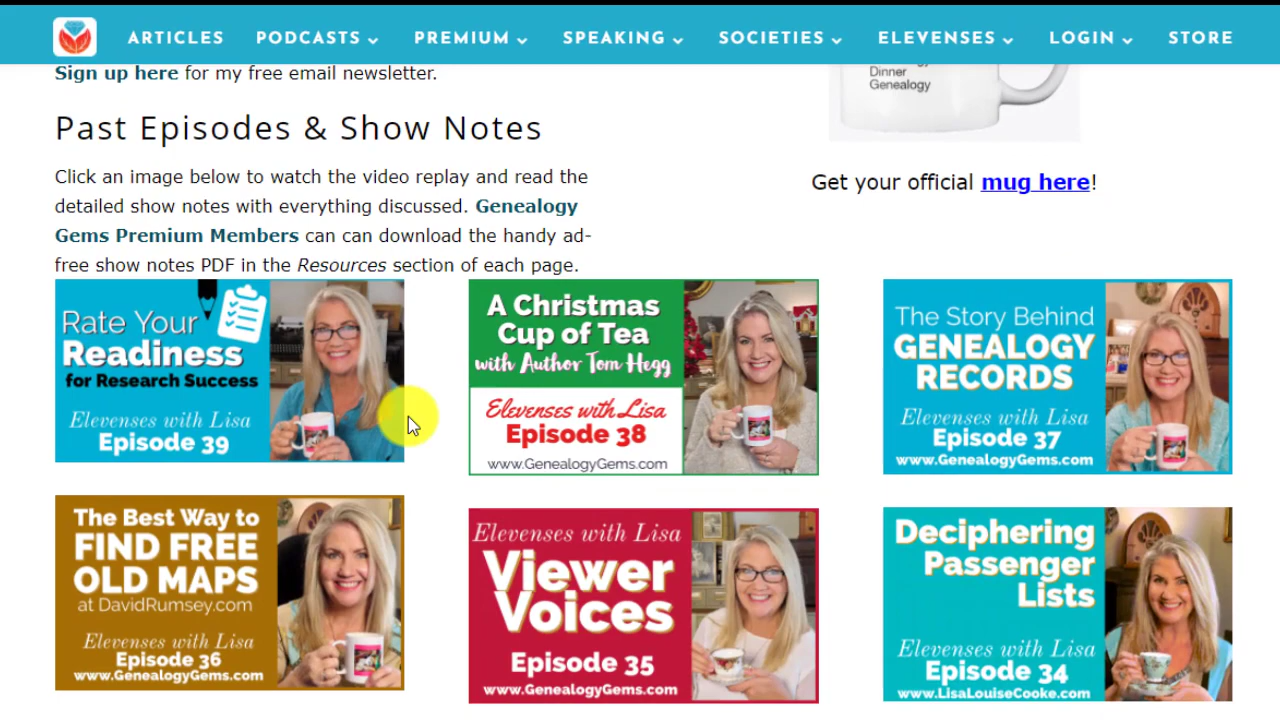 ARTICLES PODCASTS PREMIUM SPEAKING SOCIETIES ELEVENSES LOGIN STORE
Sign up here for my free email newsletter.
Past Episodes & Show Notes
Click an image below to watch the video replay and read the
detailed show notes with everything discussed. Genealogy
Gems Premium Members can can download the handy ad-
free show notes PDF in the Resources section of each page.
Dinner
Genealogy
Get your official mug here!
Rate Your
Readiness
for Research Success
Elevenses with Lisa
Episode 39
A Christmas
Cup of Tea
with Author Tom Hegg
Elevenses with Lisa
Episode 38
www.GenealogyGems.com
The Story Behind
GENEALOGY
RECORDS
Elevenses with Lisa
Episode 37
www.GenealogyGems.com
The Best Way to
FIND FREE
OLD MAPS
at DavidRumsey.com
Elevenses with Lisa
Episode 36
www.GenealogyGems.com
Elevenses with Lisa
Viewer
Voices
Episode 35
www.GenealogyGems.com
Deciphering
Passenger
Lists
Elevenses with Lisa
Episode 34
www.LisaLouiseCooke.com